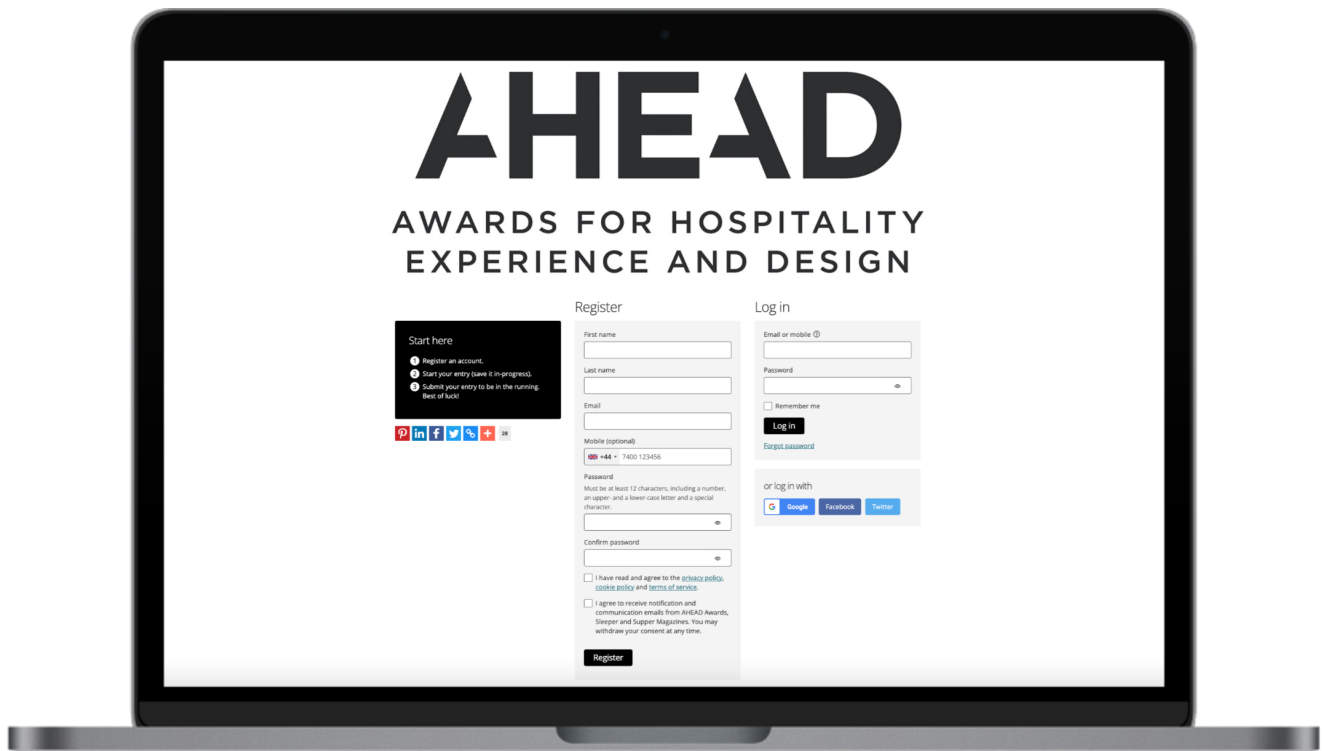 AHEAD
AWARDS FOR HOSPITALITY
EXPERIENCE AND DESIGN
Start here
1 Register an account.
2 Start your entry (save it in-progress).
3 Submit your entry to be in the running.
Best of luck!
28
Register
First name
Last name
Email
Mobile (optional)
+44 7400 123456
Password
Must be at least 12 characters, including a number,
an upper- and a lower-case letter and a special
character.
Confirm password
I have read and agree to the privacy policy,
cookie policy and terms of service.
I agree to receive notification and
communication emails from AHEAD Awards,
Sleeper and Supper Magazines. You may
withdraw your consent at any time.
Register
Log in
Email or mobile
Password
Remember me
Log in
Forgot password
or log in with
G Google Facebook Twitter